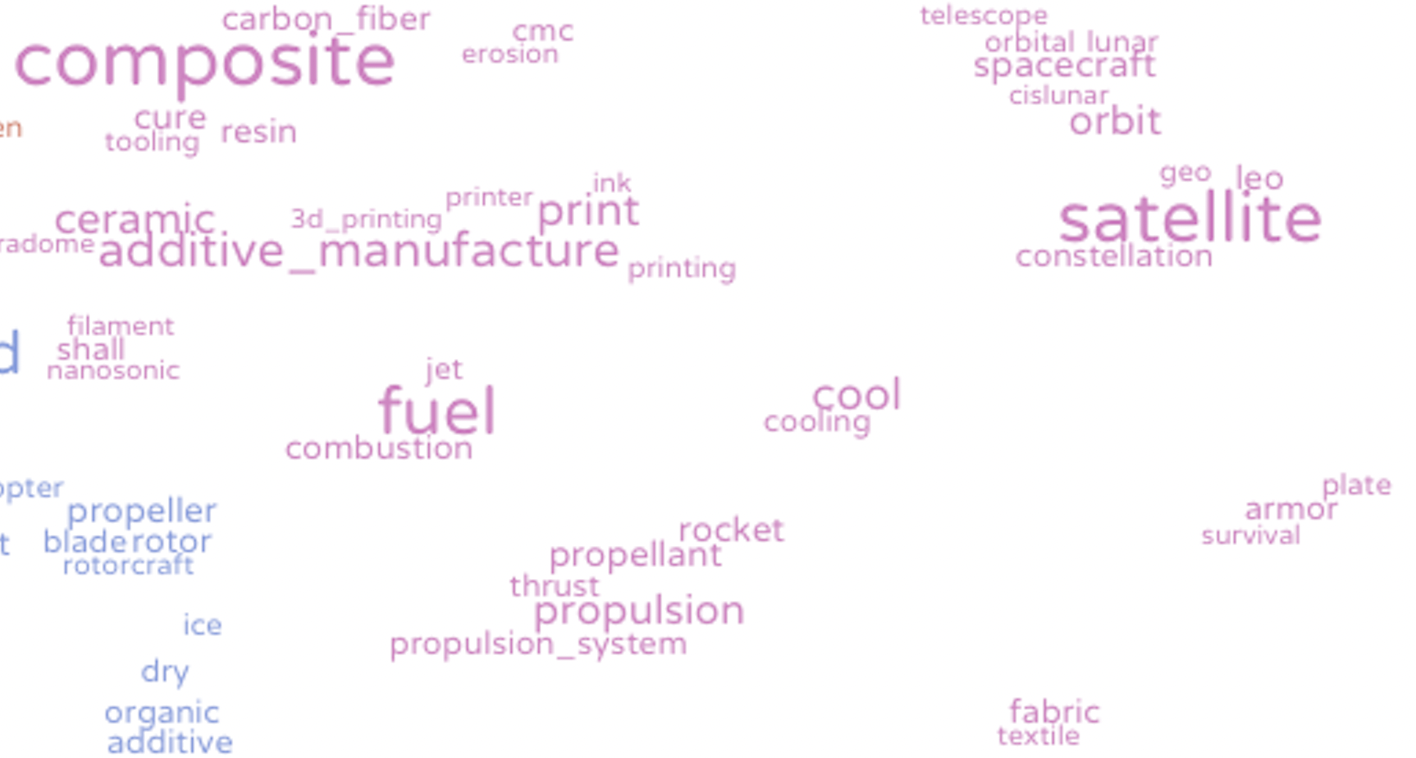 carbon_fiber
telescope
cmc
orbital lunar
composite
erosion
spacecraft
cislunar
cure
orbit
en
tooling
resin
geo
leo
ink
printer
print
ceramic
3d_printing
satellite
radome
additive_manufacture
constellation
printing
filament
shall
d
nanosonic
jet
cool
fuel
cooling
combustion
opter
plate
propeller
armor
rocket
survival
t
blade rotor
propellant
rotorcraft
thrust
propulsion
ice
propulsion_system
dry
organic
fabric
textile
additive